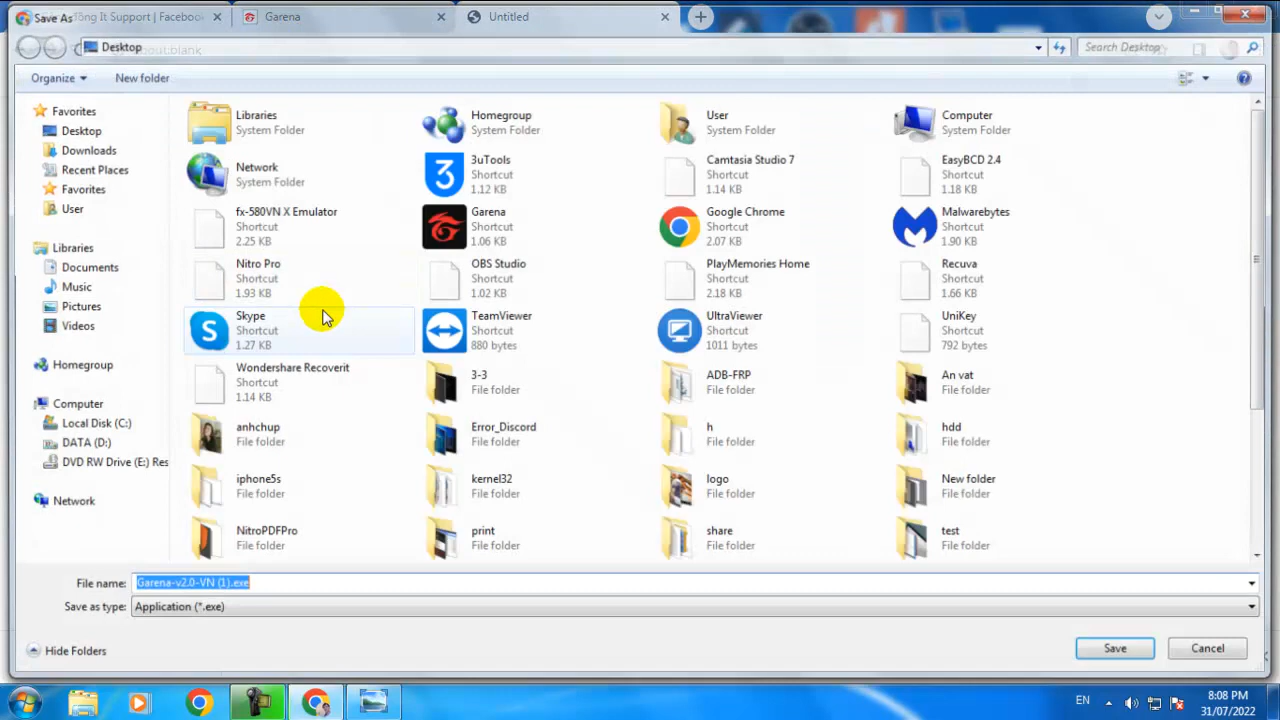 Save As
ông It Support | Facebook
Garena
Untitled
Desktop
about:blank
Search Desktop
Organize
New folder
Favorites
Desktop
Downloads
Recent Places
Favorites
User
Libraries
Documents
Music
Pictures
Videos
Homegroup
Computer
Local Disk (C:)
DATA (D:)
DVD RW Drive (E:) Res
Network
Libraries
System Folder
Homegroup
System Folder
User
System Folder
Computer
System Folder
Network
System Folder
3uTools
Shortcut
1.12 KB
Camtasia Studio 7
Shortcut
1.14 KB
EasyBCD 2.4
Shortcut
1.18 KB
fx-580VN X Emulator
Shortcut
2.25 KB
Garena
Shortcut
1.06 KB
Google Chrome
Shortcut
2.07 KB
Malwarebytes
Shortcut
1.90 KB
Nitro Pro
Shortcut
1.93 KB
OBS Studio
Shortcut
1.02 KB
PlayMemories Home
Shortcut
2.18 KB
Recuva
Shortcut
1.66 KB
Skype
Shortcut
1.27 KB
TeamViewer
Shortcut
880 bytes
UltraViewer
Shortcut
1011 bytes
UniKey
Shortcut
792 bytes
Wondershare Recoverit
Shortcut
1.14 KB
3-3
File folder
ADB-FRP
File folder
An vat
File folder
anhchup
File folder
Error_Discord
File folder
h
File folder
hdd
File folder
iphone5s
File folder
kernel32
File folder
logo
File folder
New folder
File folder
NitroPDFPro
File folder
print
File folder
share
File folder
test
File folder
File name: Garena-v2.0-VN (1).exe
Save as type: Application (*.exe)
Hide Folders
Save
Cancel
EN
8:08 PM
31/07/2022